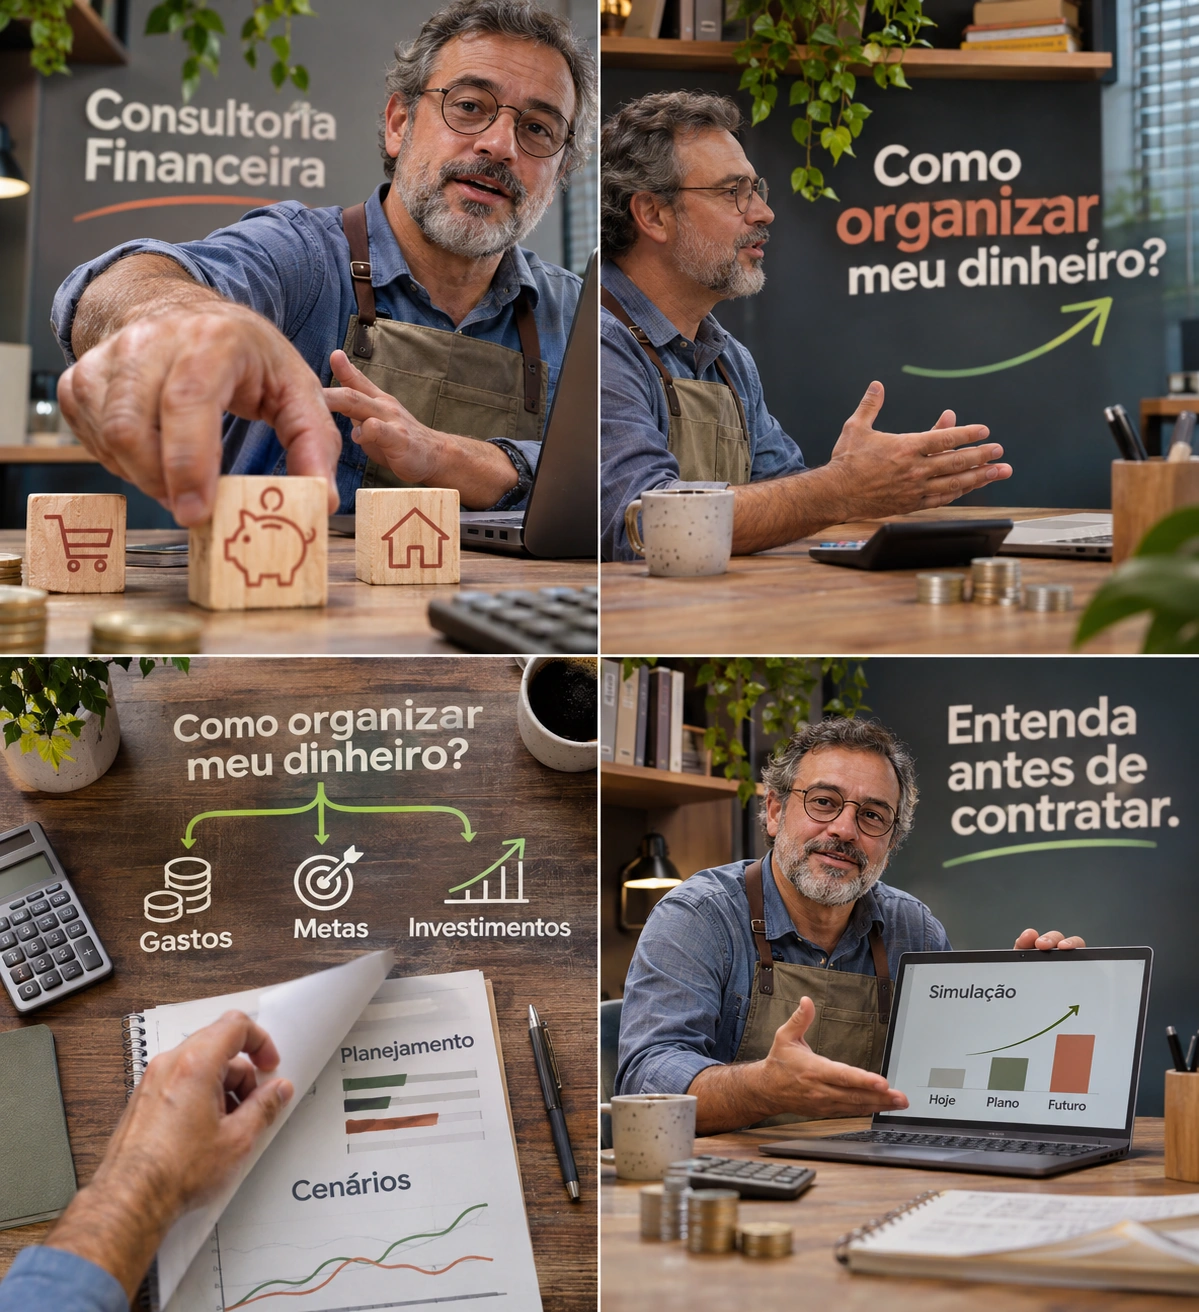 Consultoria
Financeira
Como
organizar
meu dinheiro?
Como organizar
meu dinheiro?
Gastos
Metas
Investimentos
Planejamento
Cenários
Entenda
antes de
contratar.
Simulação
Hoje
Plano
Futuro